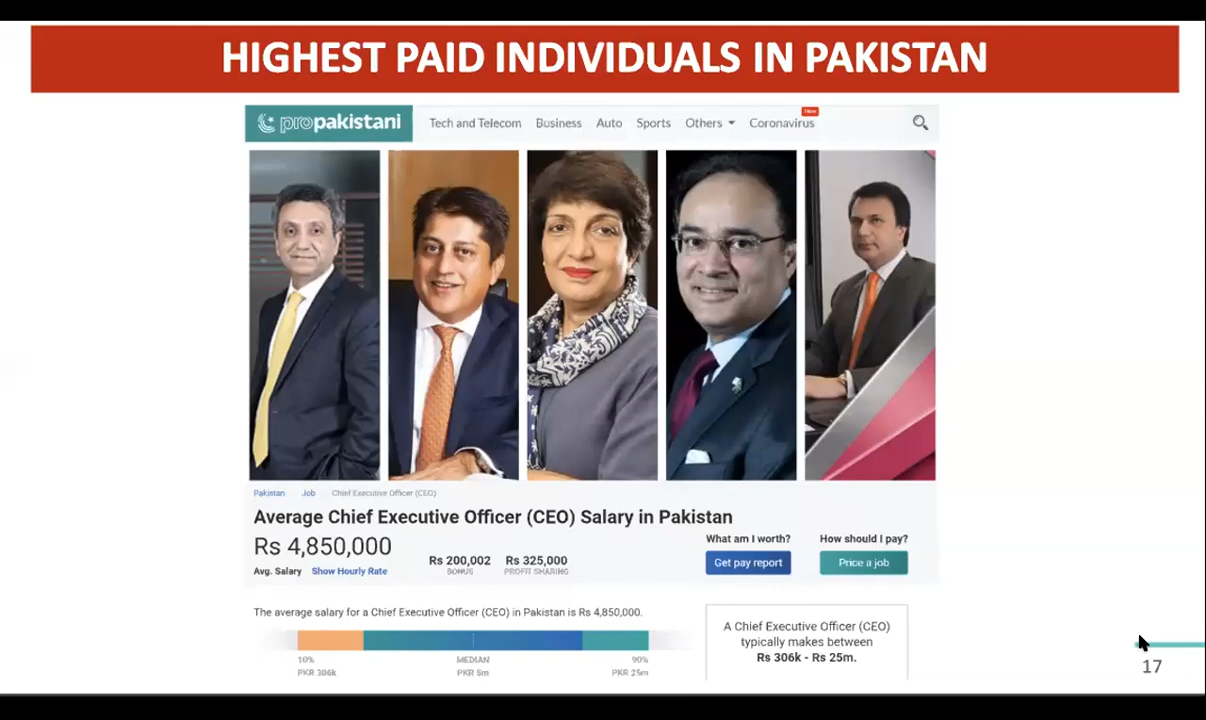 HIGHEST PAID INDIVIDUALS IN PAKISTAN
propakistani Tech and Telecom Business Auto Sports Others Coronavirus New
Pakistan Job Chief Executive Officer (CEO)
Average Chief Executive Officer (CEO) Salary in Pakistan
Rs 4,850,000
Avg. Salary Show Hourly Rate
Rs 200,002 Rs 325,000
BONUS PROFIT SHARING
What am I worth? How should I pay?
Get pay report Price a job
The average salary for a Chief Executive Officer (CEO) in Pakistan is Rs 4,850,000.
10% MEDIAN 90%
PKR 306k PKR 5m PKR 25m
A Chief Executive Officer (CEO)
typically makes between
Rs 306k - Rs 25m.
17